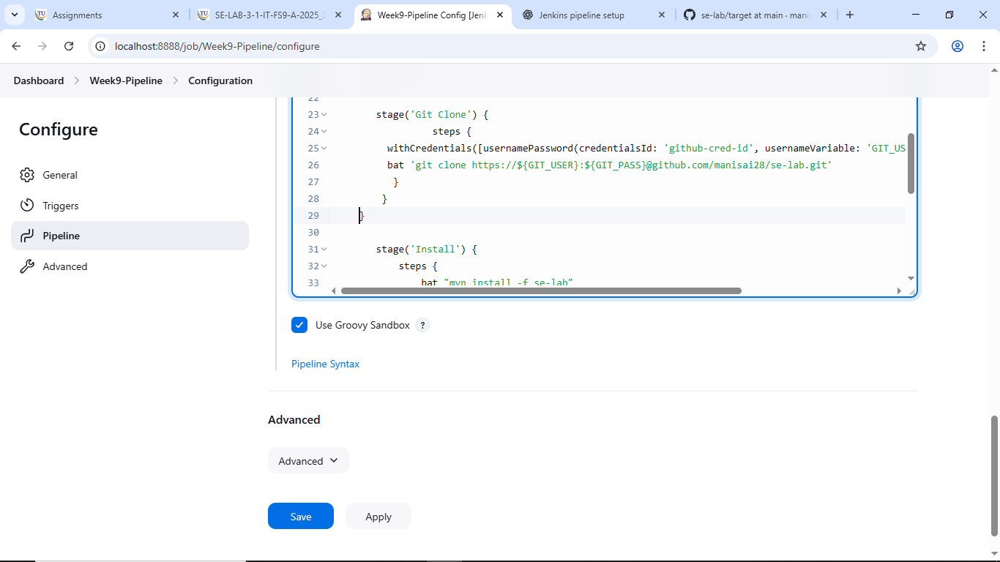 Assignments
SE-LAB-3-1-IT-FS9-A-2025_2
Week9-Pipeline Config [Jenk
Jenkins pipeline setup
se-lab/target at main · manis
localhost:8888/job/Week9-Pipeline/configure
Dashboard
Week9-Pipeline
Configuration
Configure
General
Triggers
Pipeline
Advanced
22
23 stage('Git Clone') {
24 steps {
25 withCredentials([usernamePassword(credentialsId: 'github-cred-id', usernameVariable: 'GIT_US
26 bat 'git clone https://${GIT_USER}:${GIT_PASS}@github.com/manisai28/se-lab.git'
27 }
28 }
29 }
30
31 stage('Install') {
32 steps {
33 bat "mvn install -f se-lab"
Use Groovy Sandbox ?
Pipeline Syntax
Advanced
Advanced
Save
Apply